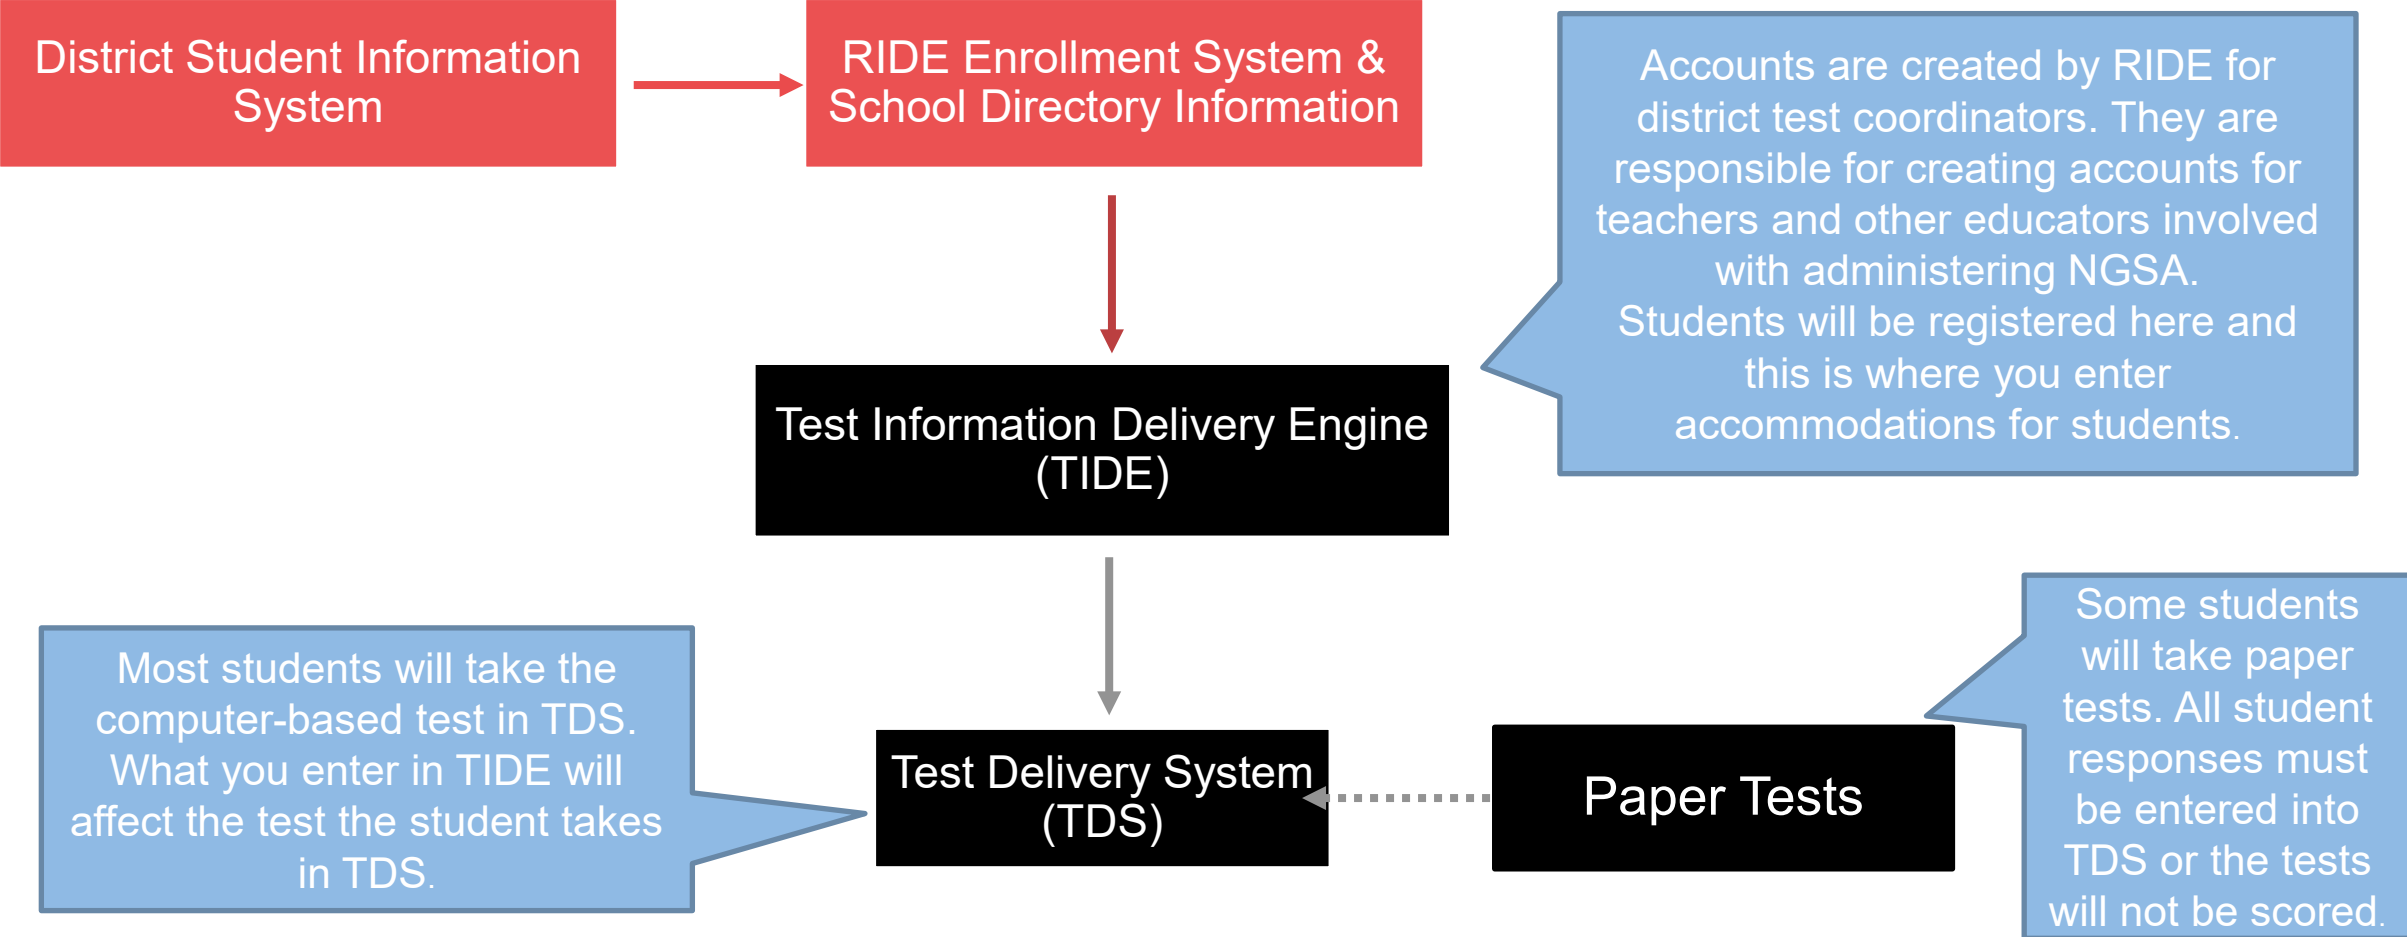 District Student Information
System
RIDE Enrollment System &
School Directory Information
Accounts are created by RIDE for
district test coordinators. They are
responsible for creating accounts for
teachers and other educators involved
with administering NGSA.
Students will be registered here and
this is where you enter
accommodations for students.
Test Information Delivery Engine
(TIDE)
Most students will take the
computer-based test in TDS.
What you enter in TIDE will
affect the test the student takes
in TDS.
Test Delivery System
(TDS)
Paper Tests
Some students
will take paper
tests. All student
responses must
be entered into
TDS or the tests
will not be scored.